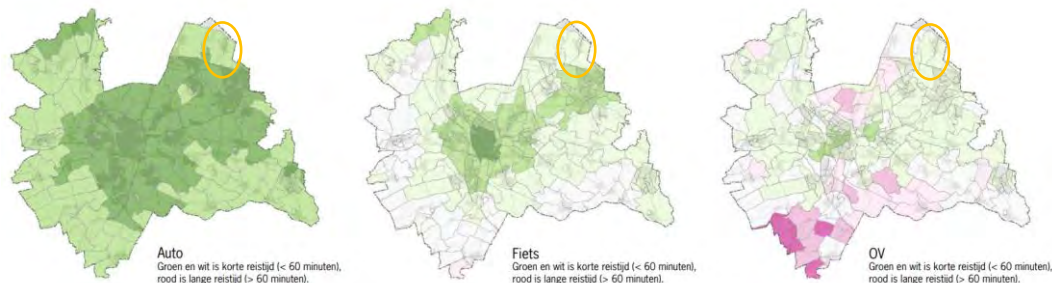 Auto
Groen en wit is korte reistijd (< 60 minuten),
rood is lange reistijd (> 60 minuten).
Fiets
Groen en wit is korte reistijd (< 60 minuten),
rood is lange reistijd (> 60 minuten).
OV
Groen en wit is korte reistijd (< 60 minuten),
rood is lange reistijd (> 60 minuten).